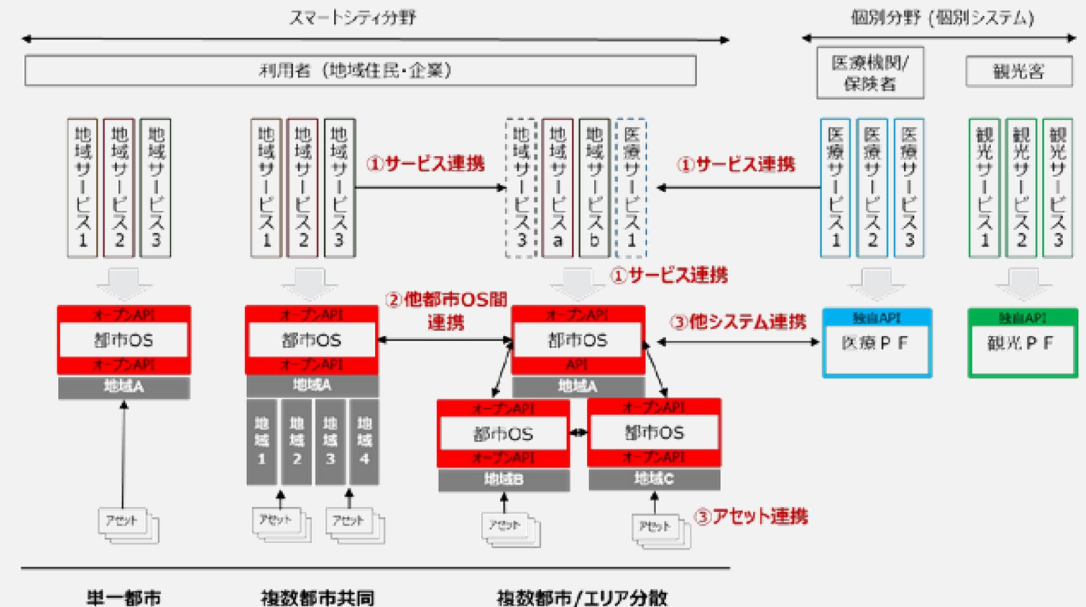 スマートシティ分野
個別分野 (個別システム)
利用者 (地域住民・企業)
医療機関/
保険者
観光客
地域サービス1
地域サービス2
地域サービス3
地域サービス1
地域サービス2
地域サービス3
①サービス連携
地域サービス3
地域サービスa
地域サービスb
医療サービス1
①サービス連携
医療サービス1
医療サービス2
医療サービス3
観光サービス1
観光サービス2
観光サービス3
①サービス連携
②他都市OS間
連携
③他システム連携
オープンAPI
都市OS
オープンAPI
地域A
オープンAPI
都市OS
オープンAPI
地域A
地域1
地域2
地域3
地域4
オープンAPI
都市OS
API
地域A
オープンAPI
都市OS
オープンAPI
地域B
オープンAPI
都市OS
オープンAPI
地域C
独自API
医療PF
独自API
観光PF
アセット
アセット
アセット
アセット
アセット
③アセット連携
単一都市
複数都市共同
複数都市/エリア分散